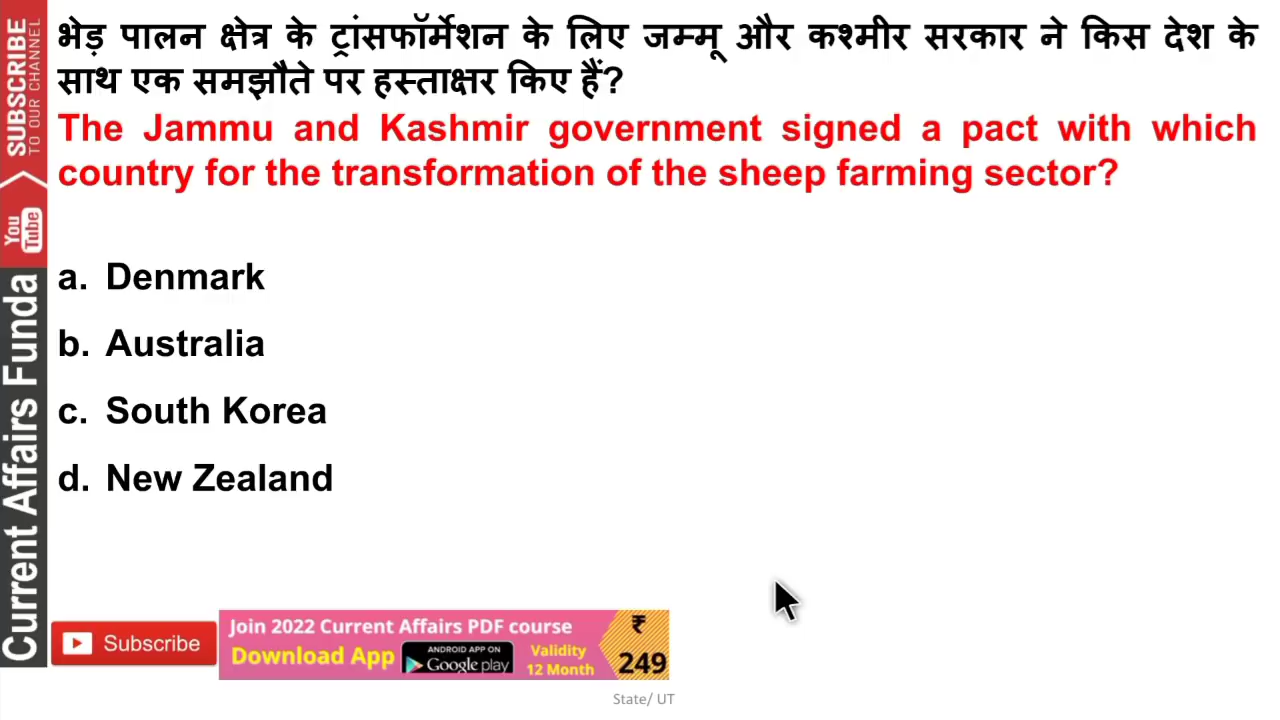 भेड़ पालन क्षेत्र के ट्रांसफॉर्मेशन के लिए जम्मू और कश्मीर सरकार ने किस देश के
साथ एक समझौते पर हस्ताक्षर किए हैं?
The Jammu and Kashmir government signed a pact with which
country for the transformation of the sheep farming sector?
a. Denmark
b. Australia
c. South Korea
d. New Zealand
SUBSCRIBE
TO OUR CHANNEL
You
Tube
Current Affairs Funda
Subscribe
Join 2022 Current Affairs PDF course
Download App
ANDROID APP ON
Google play
Validity
12 Month
₹
249
State/ UT